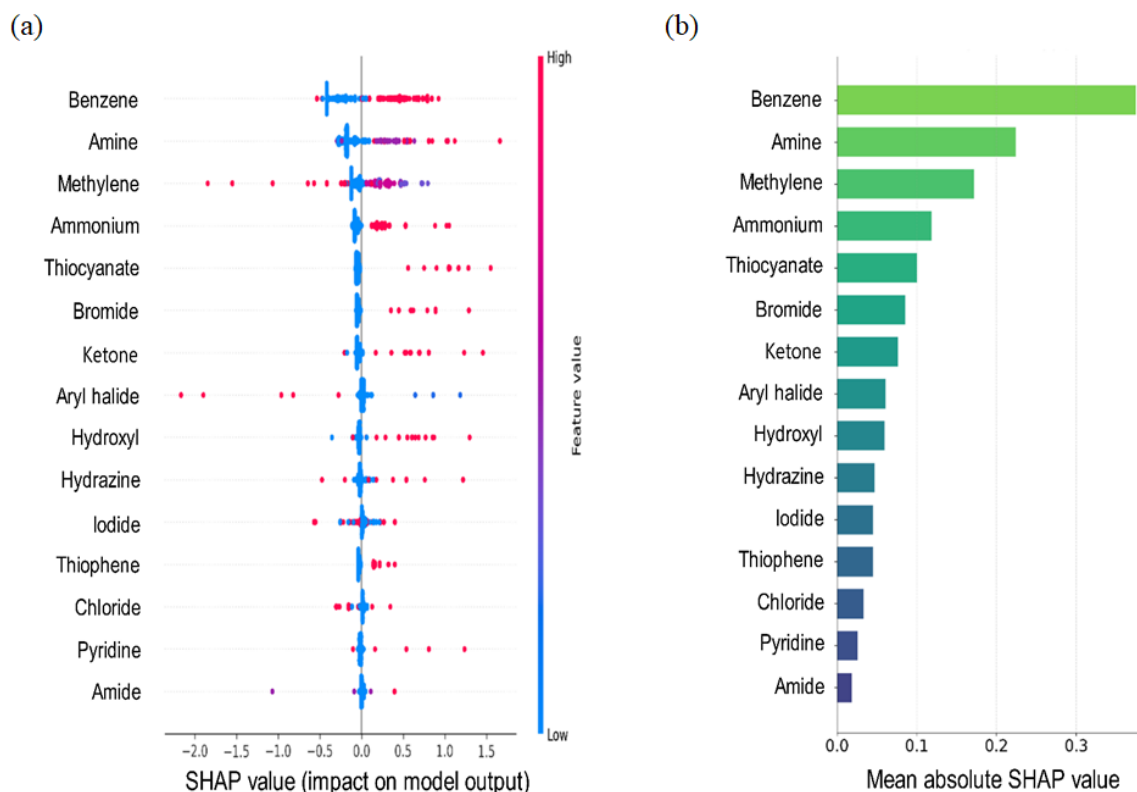 (a)
High
Benzene
Amine
Methylene
Ammonium
Thiocyanate
Bromide
Ketone
Aryl halide
Hydroxyl
Hydrazine
Iodide
Thiophene
Chloride
Pyridine
Amide
Feature value
Low
−2.0 −1.5 −1.0 −0.5 0.0 0.5 1.0 1.5
SHAP value (impact on model output)
(b)
Benzene
Amine
Methylene
Ammonium
Thiocyanate
Bromide
Ketone
Aryl halide
Hydroxyl
Hydrazine
Iodide
Thiophene
Chloride
Pyridine
Amide
0.0 0.1 0.2 0.3
Mean absolute SHAP value